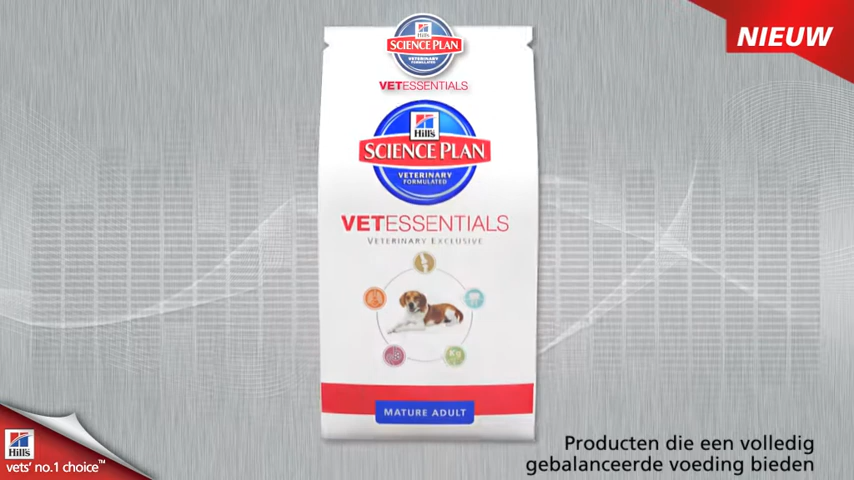 NIEUW
Hill's
SCIENCE PLAN
VETERINARY
FORMULATED
VETESSENTIALS
Hill's
SCIENCE PLAN
VETERINARY
FORMULATED
VETESSENTIALS
VETERINARY EXCLUSIVE
Kg
MATURE ADULT
Hill's
vets' no.1 choice™
Producten die een volledig
gebalanceerde voeding bieden